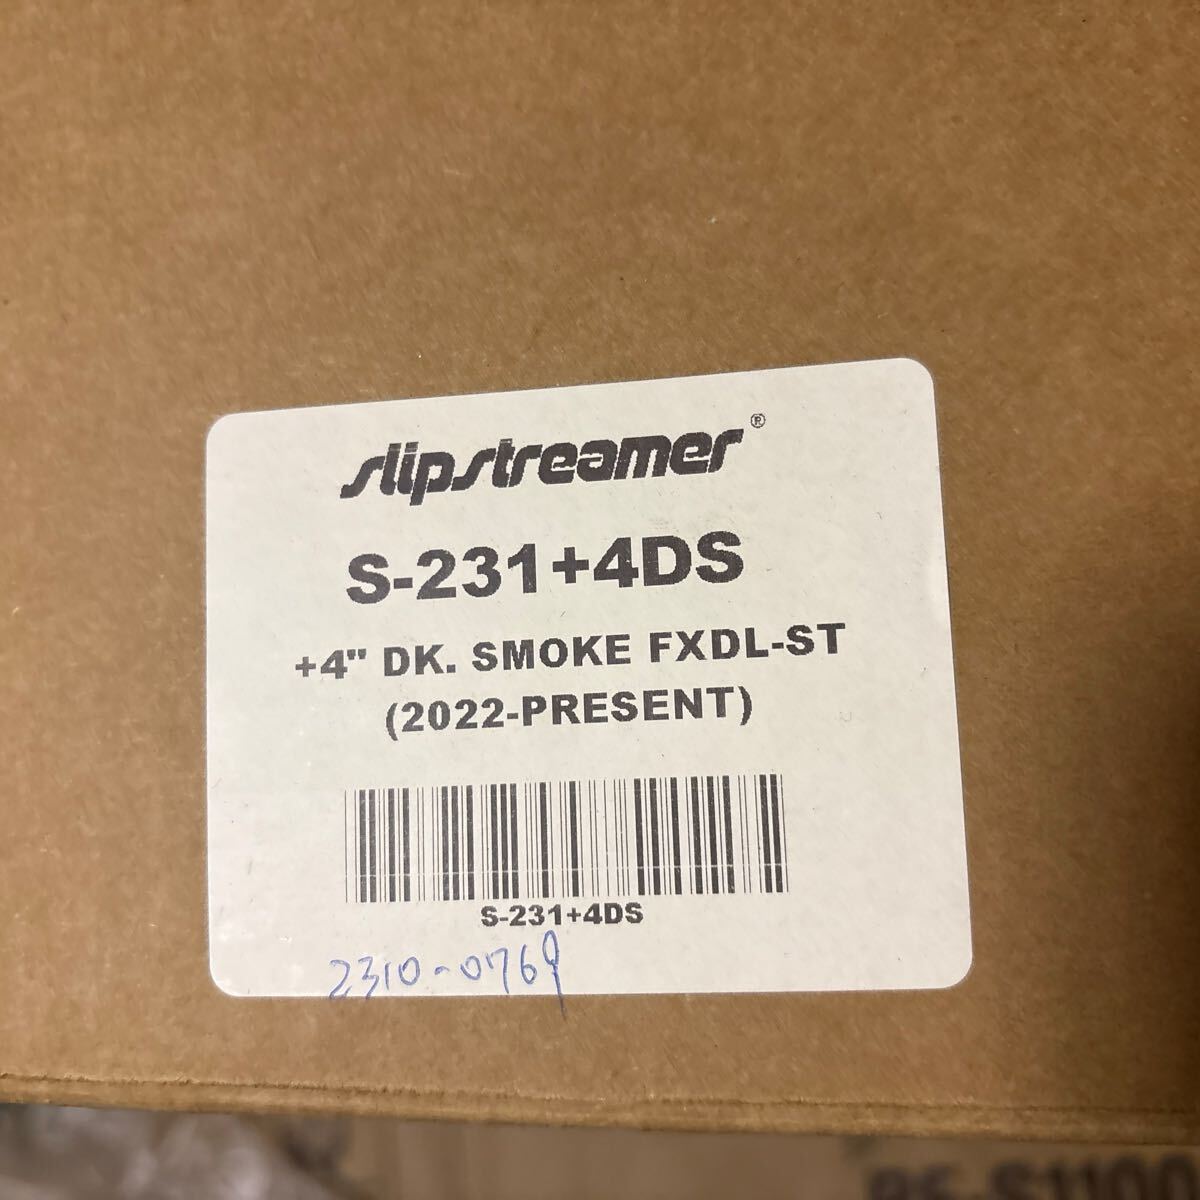 slipstreamer®
S-231+4DS
+4" DK. SMOKE FXDL-ST
(2022-PRESENT)
S-231+4DS
2310-0769